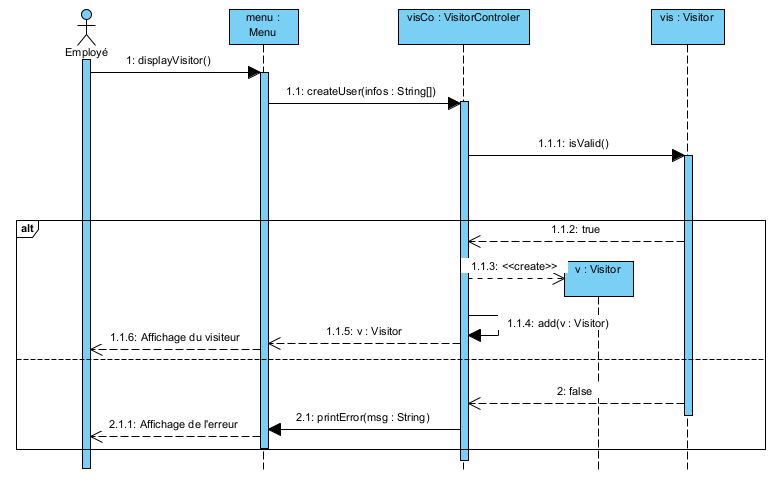 menu :
Menu
visCo : VisitorControler
vis : Visitor
Employé
1: displayVisitor()
1.1: createUser(infos : String[])
1.1.1: isValid()
alt
1.1.2: true
1.1.3: <<create>>
v : Visitor
1.1.4: add(v : Visitor)
1.1.5: v : Visitor
1.1.6: Affichage du visiteur
2: false
2.1: printError(msg : String)
2.1.1: Affichage de l'erreur